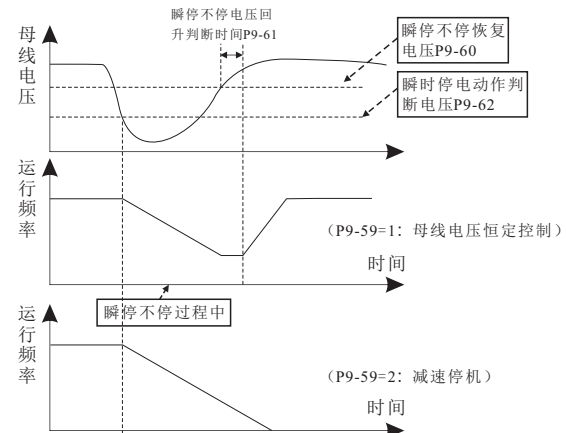 瞬停不停电压回
升判断时间P9-61
母线电压
瞬停不停恢复
电压P9-60
瞬时停电动作判
断电压P9-62
运行频率
（P9-59=1：母线电压恒定控制）
时间
瞬停不停过程中
运行频率
（P9-59=2：减速停机）
时间